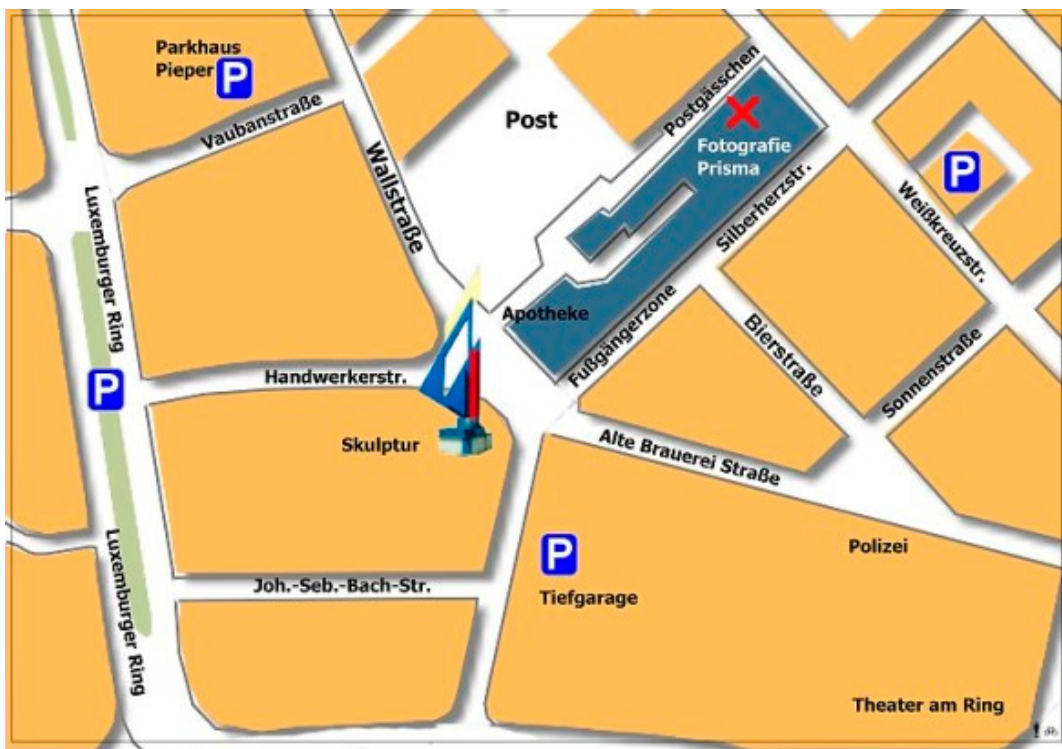 Parkhaus
Pieper
P
Vaubanstraße
Wallstraße
Post
Postgässchen
Fotografie
Prisma
Silberherzstr.
P
Weißkreuzstr.
Luxemburger Ring
Apotheke
Fußgängerzone
Bierstraße
Sonnenstraße
P
Handwerkerstr.
Skulptur
Alte Brauerei Straße
Luxemburger Ring
Joh.-Seb.-Bach-Str.
P
Tiefgarage
Polizei
Theater am Ring